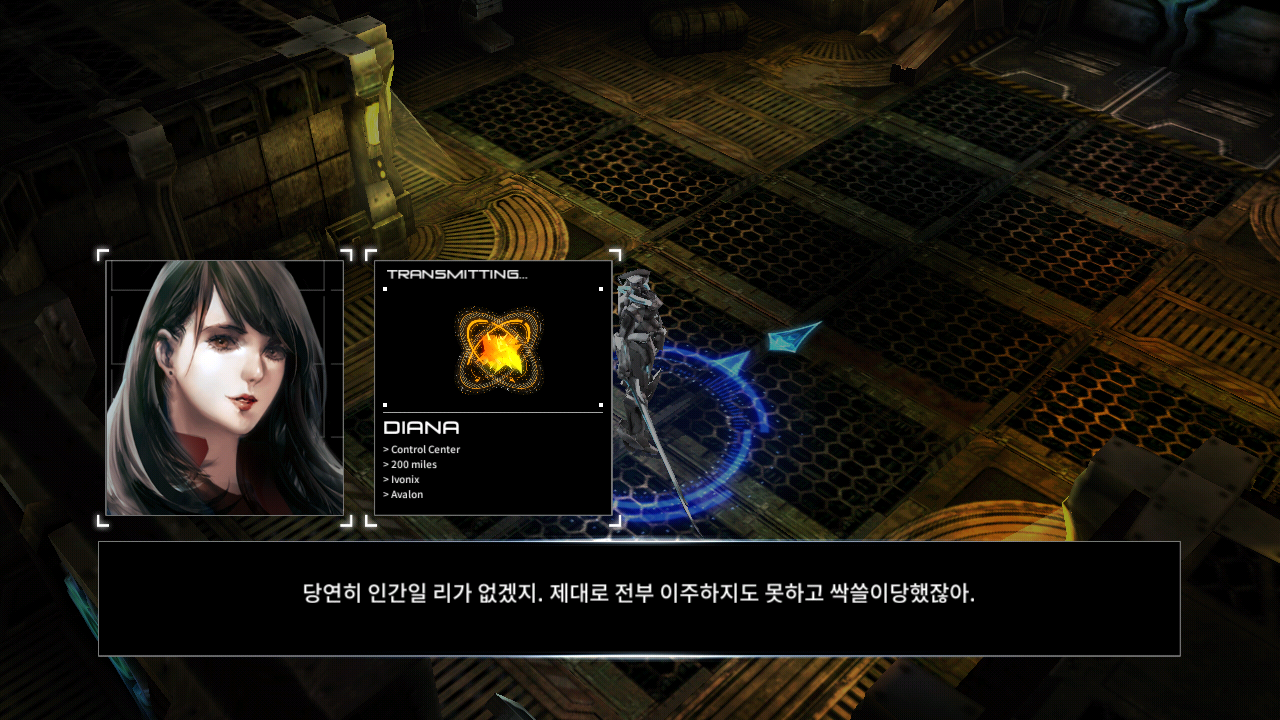 TRANSMITTING...
DIANA
> Control Center
> 200 miles
> Ivonix
> Avalon
당연히 인간일 리가 없겠지. 제대로 전부 이주하지도 못하고 싹쓸이당했잖아.